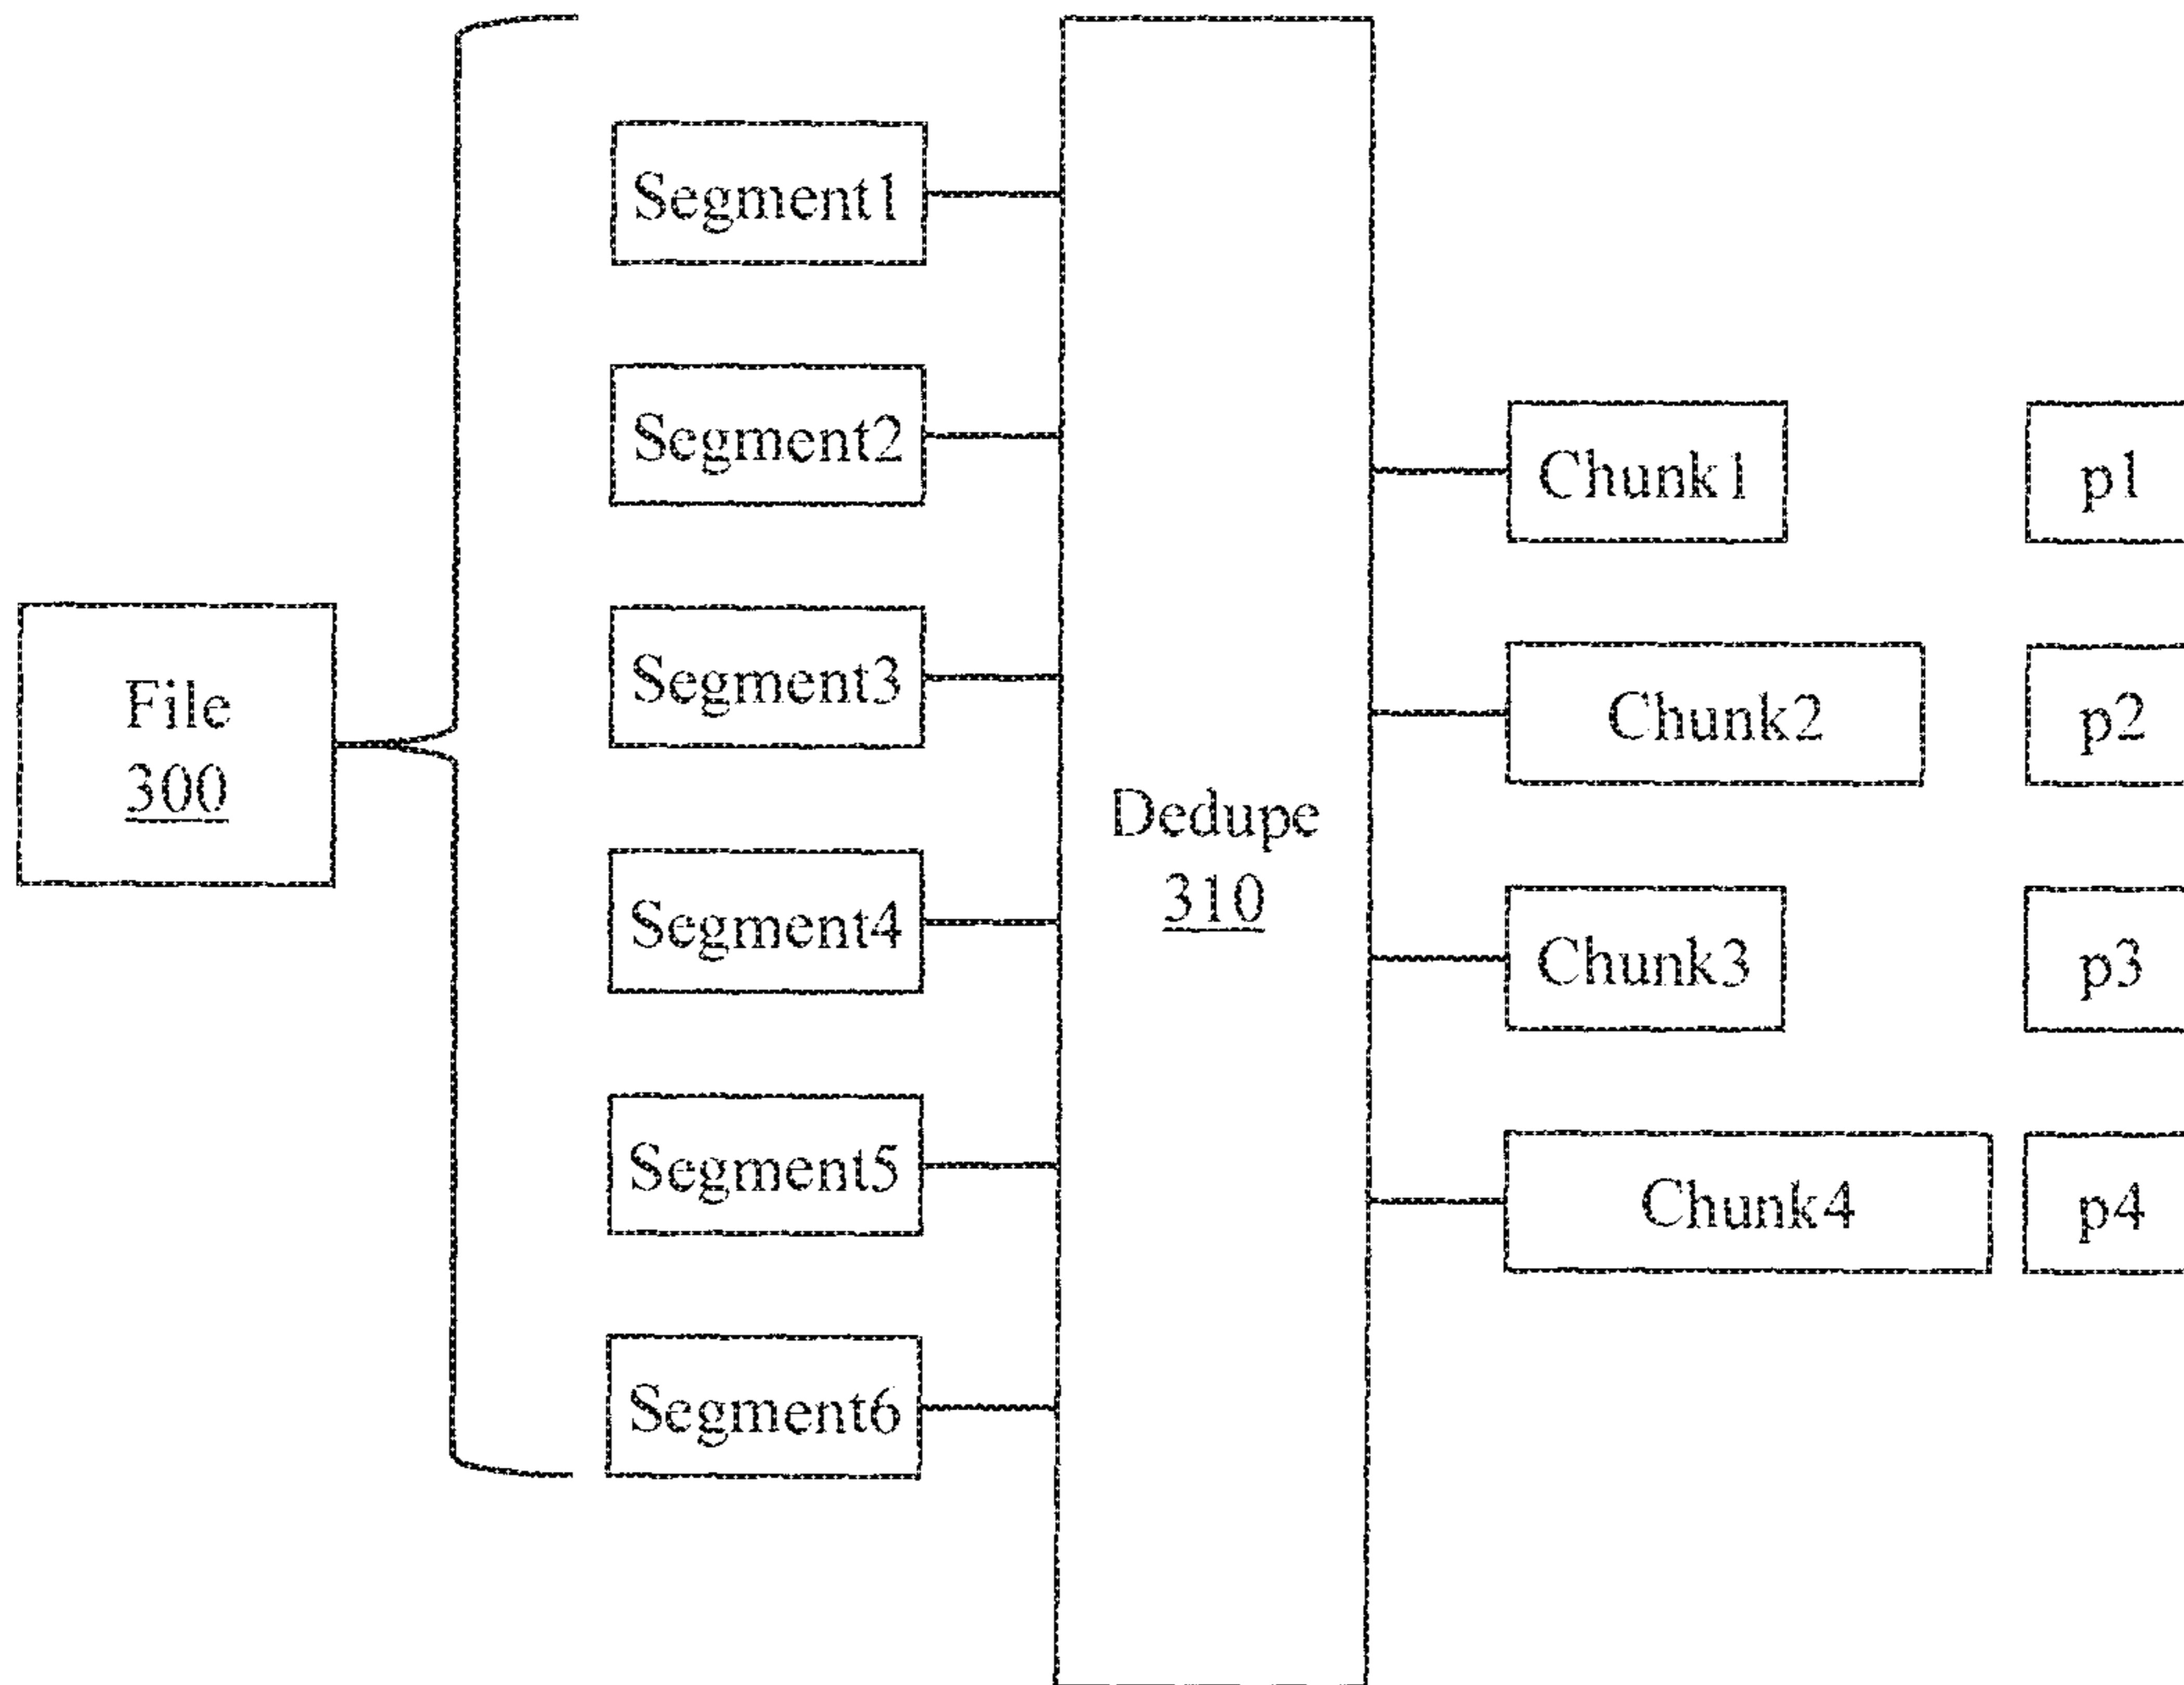 File
300
Segment1
Segment2
Segment3
Segment4
Segment5
Segment6
Dedupe
310
Chunk1
p1
Chunk2
p2
Chunk3
p3
Chunk4
p4